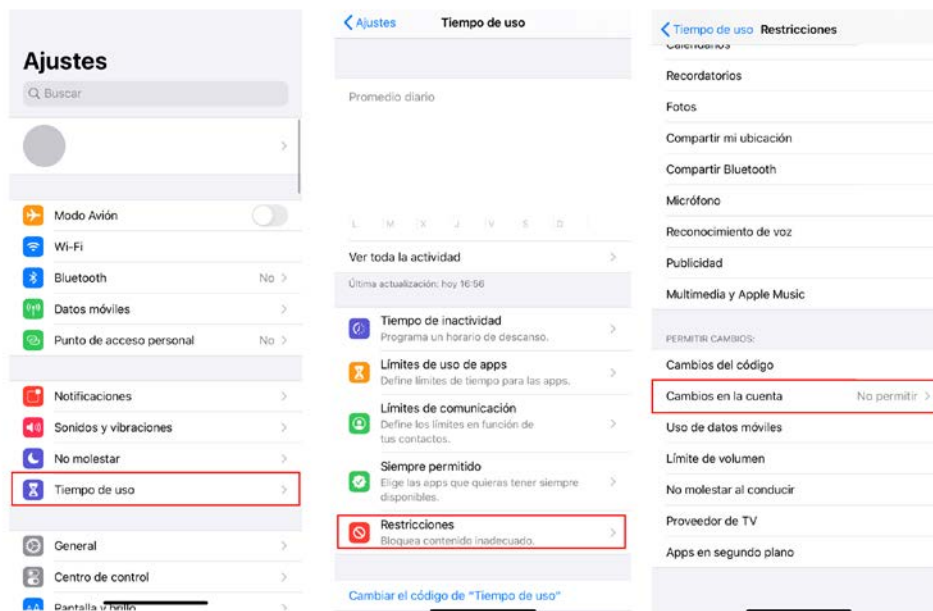 Ajustes
Buscar
Modo Avión
Wi-Fi
Bluetooth No
Datos móviles
Punto de acceso personal No
Notificaciones
Sonidos y vibraciones
No molestar
Tiempo de uso
General
Centro de control
Pantalla y brillo
Ajustes Tiempo de uso
Promedio diario
L M X J V S D
Ver toda la actividad
Última actualización: hoy 16:56
Tiempo de inactividad
Programa un horario de descanso.
Límites de uso de apps
Define límites de tiempo para las apps.
Límites de comunicación
Define los límites en función de
tus contactos.
Siempre permitido
Elige las apps que quieras tener siempre
disponibles.
Restricciones
Bloquea contenido inadecuado.
Cambiar el código de "Tiempo de uso"
Tiempo de uso Restricciones
Calendarios
Recordatorios
Fotos
Compartir mi ubicación
Compartir Bluetooth
Micrófono
Reconocimiento de voz
Publicidad
Multimedia y Apple Music
PERMITIR CAMBIOS:
Cambios del código
Cambios en la cuenta No permitir
Uso de datos móviles
Límite de volumen
No molestar al conducir
Proveedor de TV
Apps en segundo plano